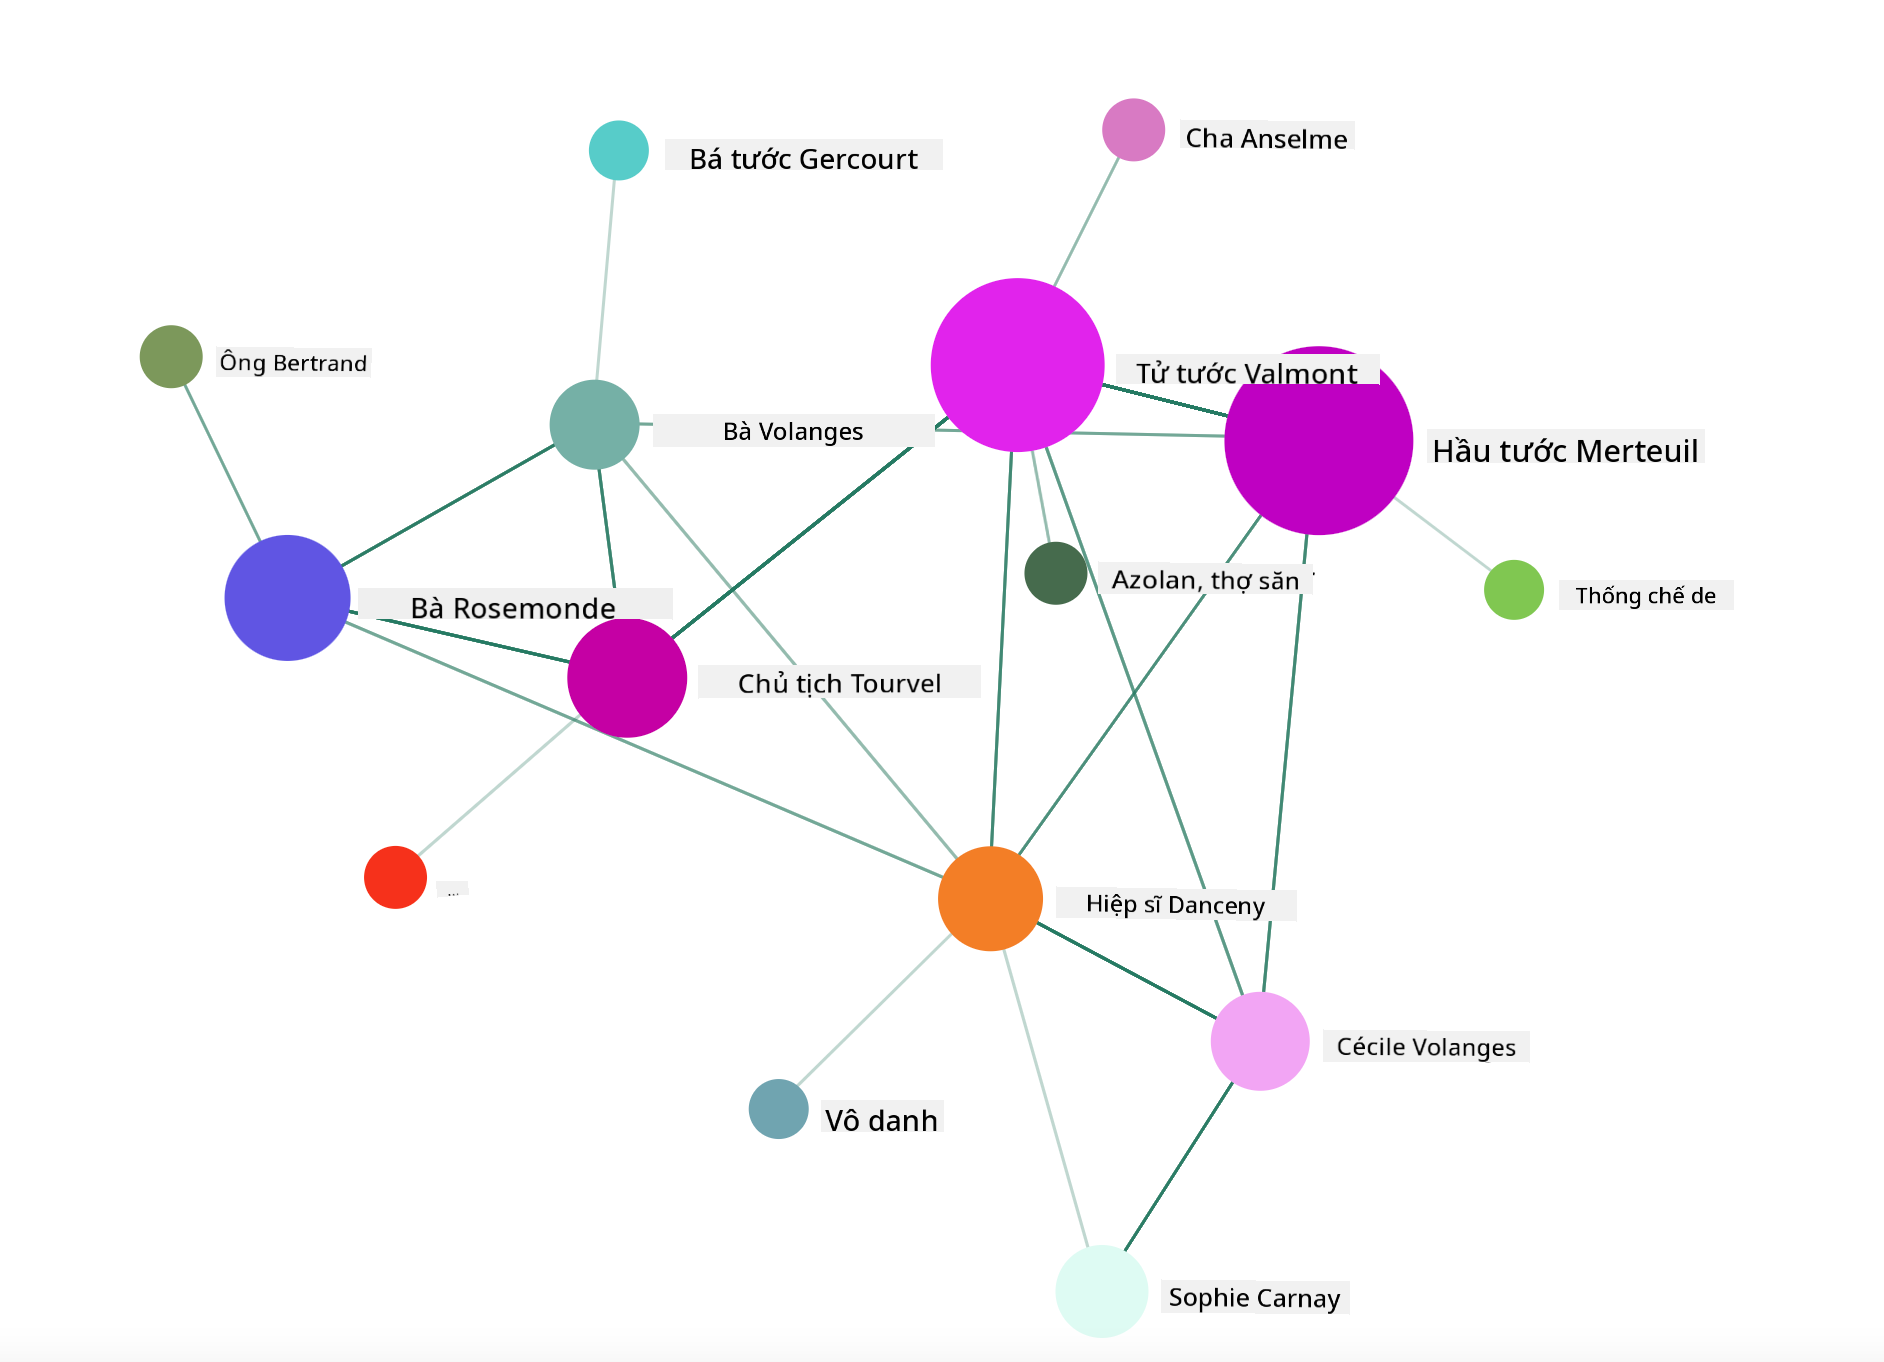 Cha Anselme
Bá tước Gercourt
Ông Bertrand
Tử tước Valmont
Bà Volanges
Hầu tước Merteuil
Azolan, thợ săn
Thống chế de
Bà Rosemonde
Chủ tịch Tourvel
...
Hiệp sĩ Danceny
Cécile Volanges
Vô danh
Sophie Carnay